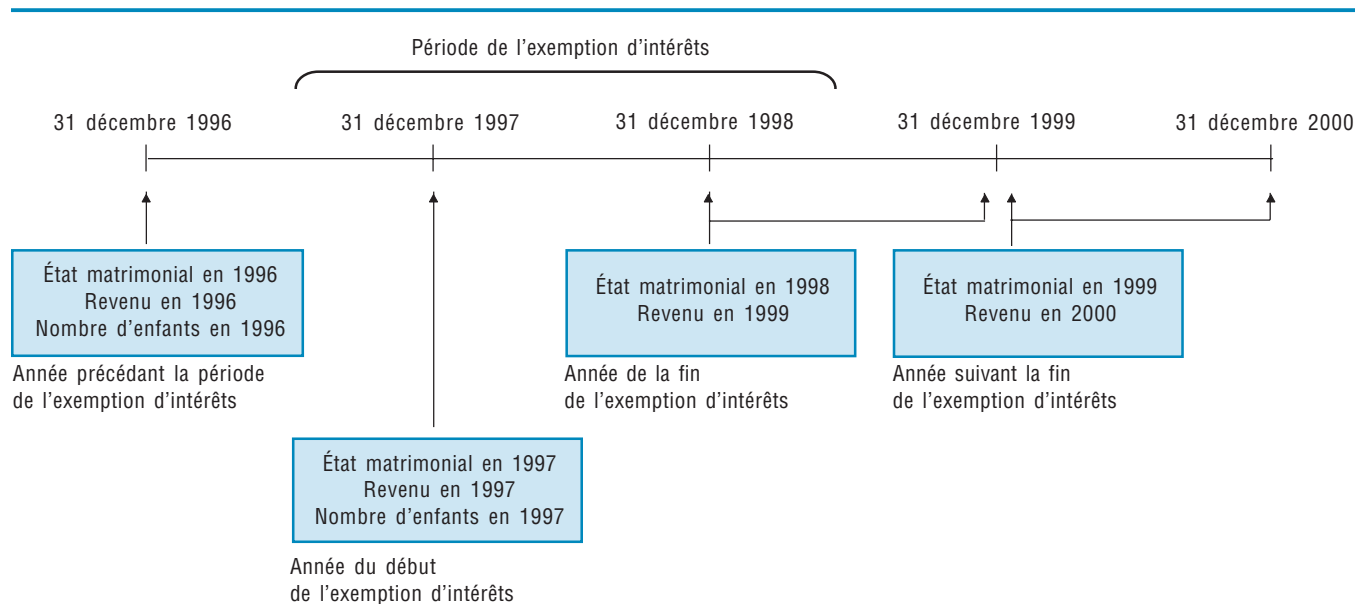 Période de l'exemption d'intérêts
31 décembre 1996
31 décembre 1997
31 décembre 1998
31 décembre 1999
31 décembre 2000
État matrimonial en 1996
Revenu en 1996
Nombre d'enfants en 1996
Année précédant la période
de l'exemption d'intérêts
État matrimonial en 1997
Revenu en 1997
Nombre d'enfants en 1997
Année du début
de l'exemption d'intérêts
État matrimonial en 1998
Revenu en 1999
Année de la fin
de l'exemption d'intérêts
État matrimonial en 1999
Revenu en 2000
Année suivant la fin
de l'exemption d'intérêts